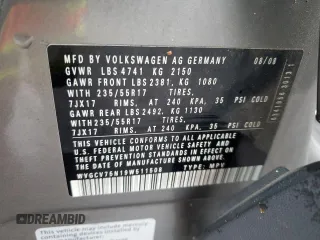 MFD BY VOLKSWAGEN AG GERMANY 08/08
GVWR LBS 4741 KG 2150
GAWR FRONT LBS 2381, KG 1080
WITH 235/55R17 TIRES,
7JX17 RIMS, AT 240 KPA, 35 PSI COLD
GAWR REAR LBS 2492, KG 1130
WITH 235/55R17 TIRES,
7JX17 RIMS, AT 240 KPA, 35 PSI COLD
THIS VEHICLE CONFORMS TO ALL APPLICABLE
FEDERAL MOTOR VEHICLE SAFETY AND
THEFT PREVENTION STANDARDS IN EFFECT ON
THE DATE OF MANUFACTURE SHOWN ABOVE.
WVGCV75N19W511508 TYPE: MPV
BIDFAX